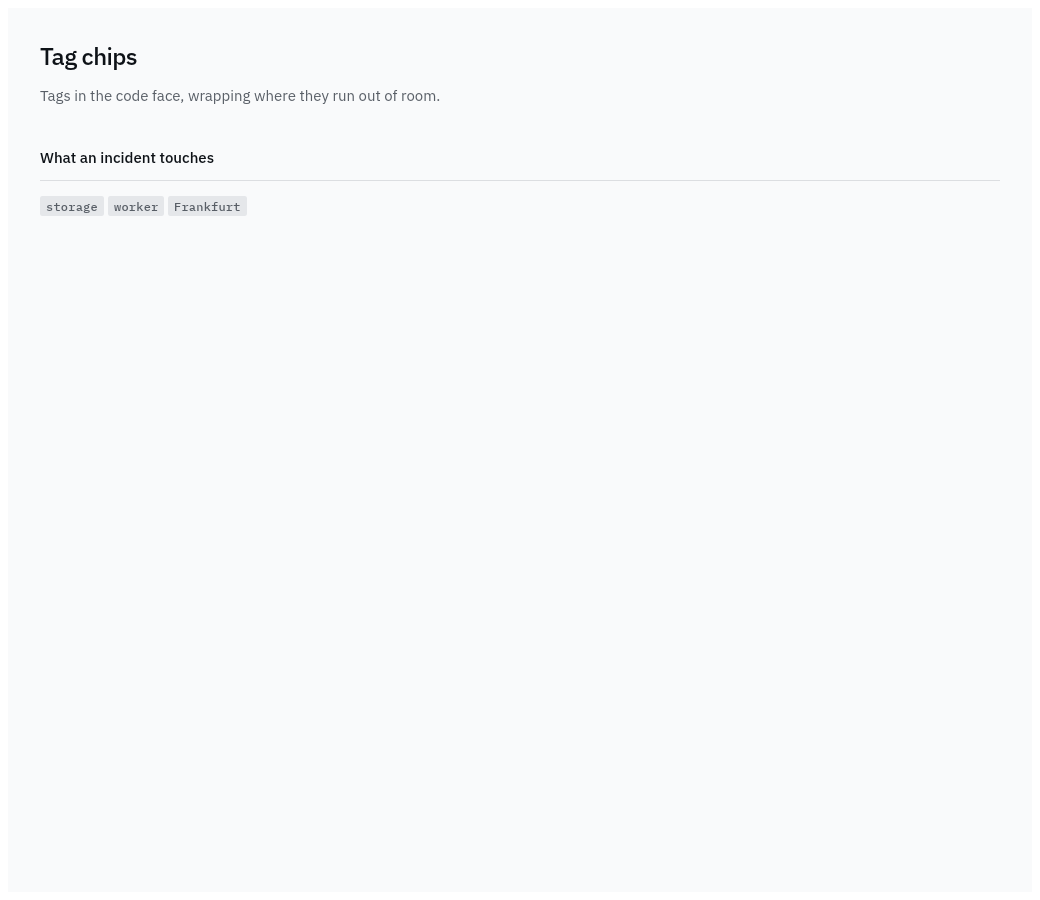 Tag chips
Tags in the code face, wrapping where they run out of room.
What an incident touches
storage worker Frankfurt